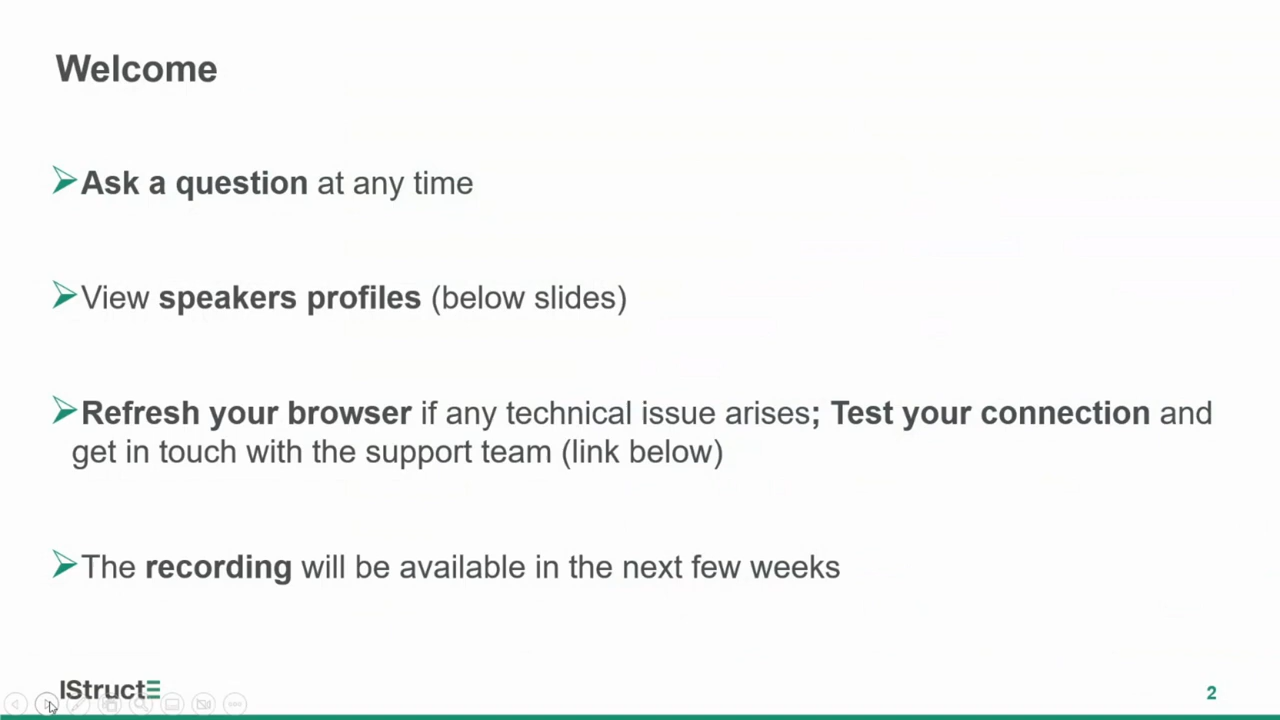 Welcome
Ask a question at any time
View speakers profiles (below slides)
Refresh your browser if any technical issue arises; Test your connection and
get in touch with the support team (link below)
The recording will be available in the next few weeks
IStructE
2